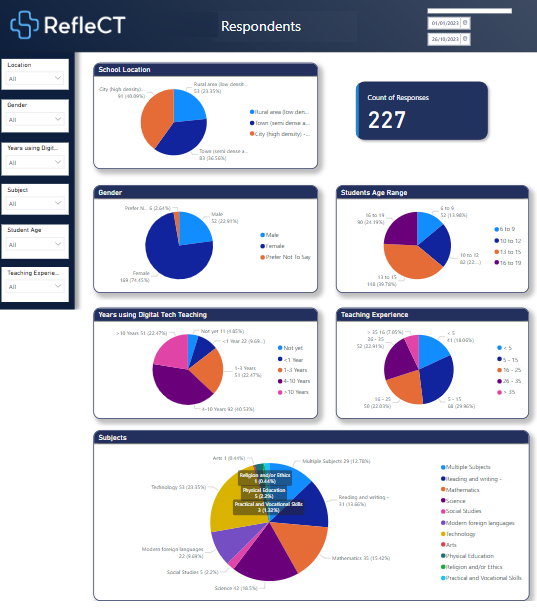 RefleCT
Respondents
01/01/2023
26/10/2023
Location
All
Gender
All
Years using Digit...
All
Subject
All
Student Age
All
Teaching Experie...
All
School Location
Rural area (low densit...
53 (23.35%)
City (high density)...
91 (40.09%)
Town (semi dense a...
83 (36.56%)
Rural area (low den...
Town (semi dense a...
City (high density) -...
Count of Responses
227
Gender
Prefer N... 6 (2.64%)
Male
52 (22.91%)
Female
169 (74.45%)
Male
Female
Prefer Not To Say
Students Age Range
6 to 9
52 (13.98%)
16 to 19
90 (24.19%)
10 to 12
82 (22....)
13 to 15
148 (39.78%)
6 to 9
10 to 12
13 to 15
16 to 19
Years using Digital Tech Teaching
>10 Years 51 (22.47%)
Not yet 11 (4.85%)
<1 Year 22 (9.69...)
1-3 Years
51 (22.47%)
4-10 Years 92 (40.53%)
Not yet
<1 Year
1-3 Years
4-10 Years
>10 Years
Teaching Experience
> 35 16 (7.05%)
26 - 35
52 (22.91%)
< 5
41 (18.06%)
16 - 25
50 (22.03%)
5 - 15
68 (29.96%)
< 5
5 - 15
16 - 25
26 - 35
> 35
Subjects
Arts 1 (0.44%)
Multiple Subjects 29 (12.78%)
Religion and/or Ethics
1 (0.44%)
Physical Education
5 (2.2%)
Practical and Vocational Skills
3 (1.32%)
Technology 53 (23.35%)
Reading and writing -
31 (13.66%)
Modern foreign languages
22 (9.69%)
Mathematics 35 (15.42%)
Social Studies 5 (2.2%)
Science 42 (18.5%)
Multiple Subjects
Reading and writing -
Mathematics
Science
Social Studies
Modern foreign languages
Technology
Arts
Physical Education
Religion and/or Ethics
Practical and Vocational Skills